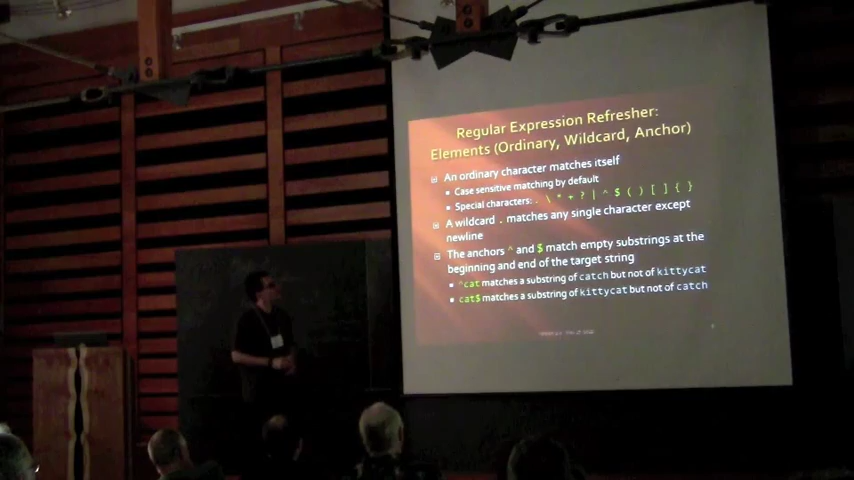 Regular Expression Refresher:
Elements (Ordinary, Wildcard, Anchor)
An ordinary character matches itself
Case sensitive matching by default
Special characters: . \ * + ? | ^ $ ( ) [ ] { }
A wildcard . matches any single character except
newline
The anchors ^ and $ match empty substrings at the
beginning and end of the target string
^cat matches a substring of catch but not of kittycat
cat$ matches a substring of kittycat but not of catch